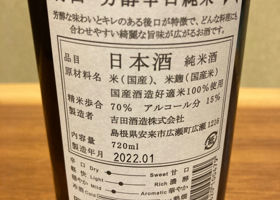 芳醇な味わいとキレのある後口が特徴で、どんな料理にも
合わせやすい綺麗な旨味が広がるお酒です。
日本酒 純米酒
原材料名 米(国産)、米麹(国産米)
国産酒造好適米100%使用
精米歩合 70% アルコール分 15%
製造者 吉田酒造株式会社
島根県安来市広瀬町広瀬1216
内容量 720ml
製造年月 2022.01
辛口 Dry Sweet 甘口
軽快 Light Rich 濃醇
穏やか Mild Aromatic 華やか